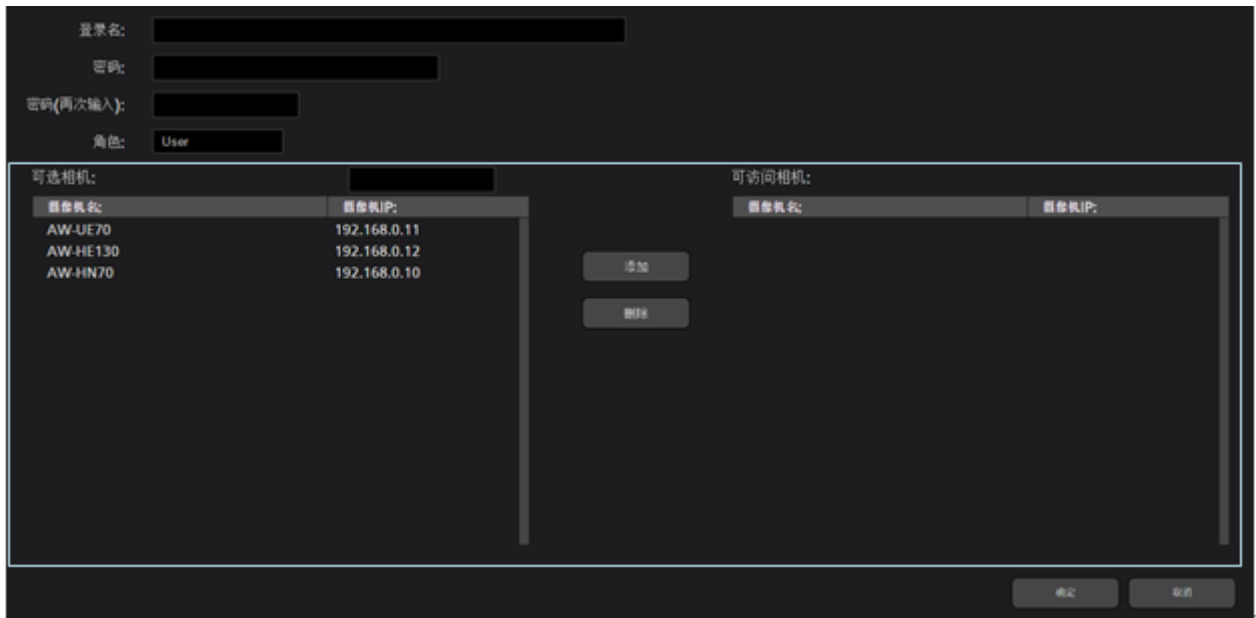 登录名:
密码:
密码(再次输入):
角色: User
可选相机:
摄像机名: 摄像机IP:
AW-UE70 192.168.0.11
AW-HE130 192.168.0.12
AW-HN70 192.168.0.10
添加
删除
可访问相机:
摄像机名: 摄像机IP:
确定 取消